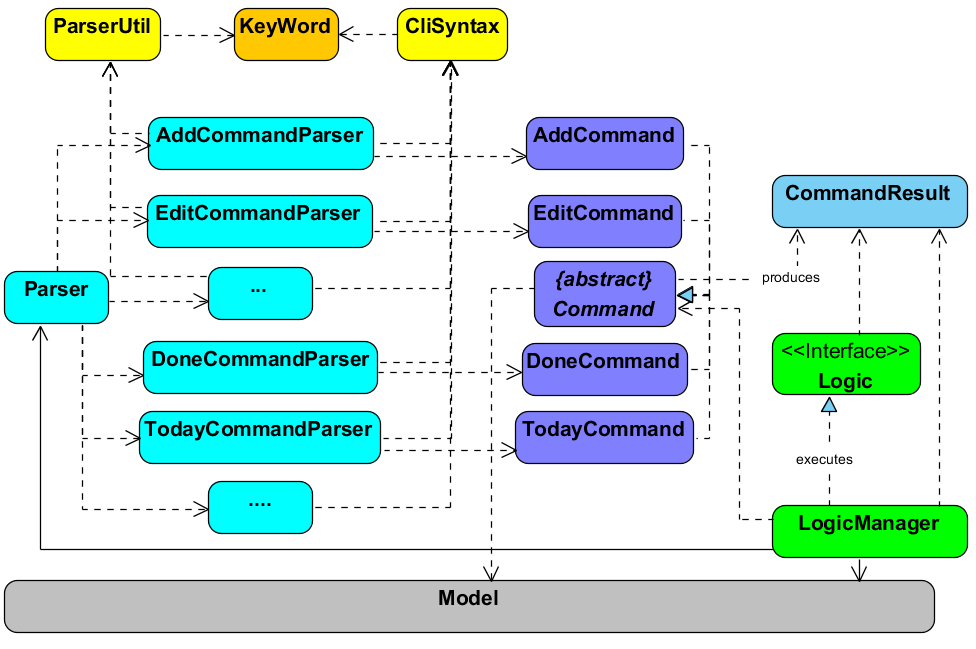 ParserUtil
KeyWord
CliSyntax
AddCommandParser
AddCommand
EditCommandParser
EditCommand
CommandResult
Parser
...
{abstract}
Command
produces
DoneCommandParser
DoneCommand
<<Interface>>
Logic
TodayCommandParser
TodayCommand
executes
....
LogicManager
Model